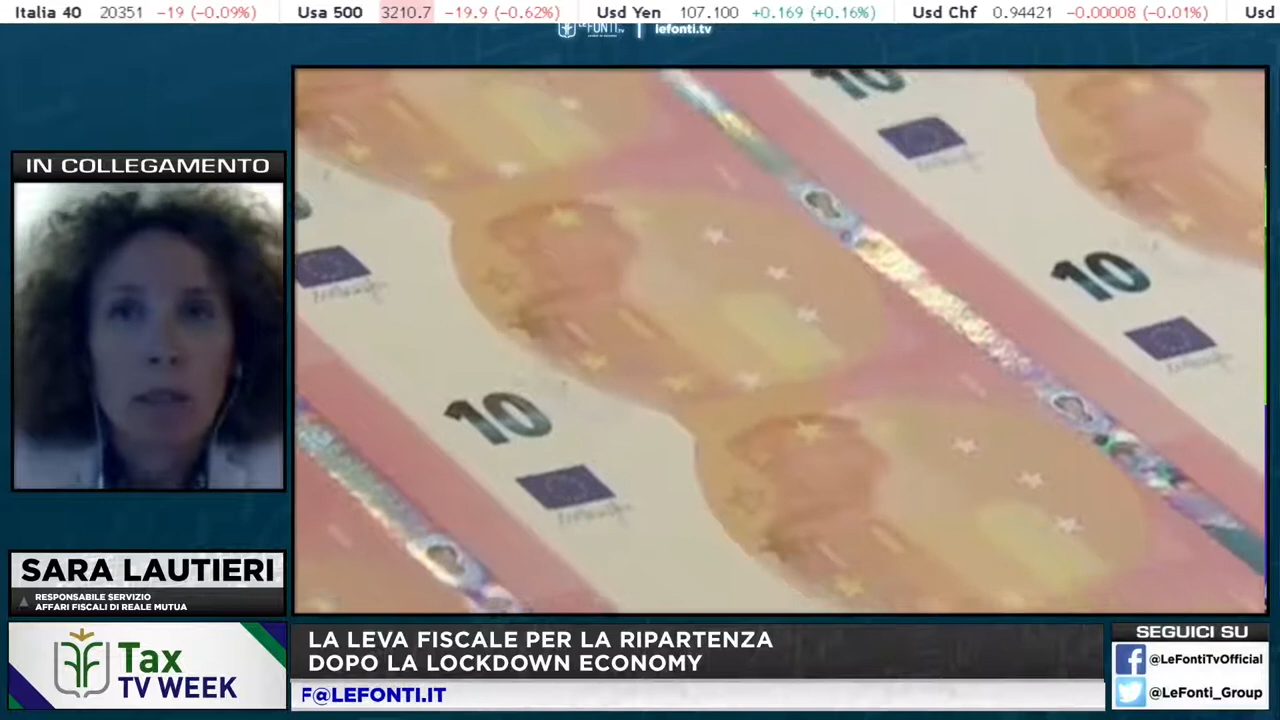 Italia 40 20351 −19 (−0.09%) Usa 500 3210.7 −19.9 (−0.62%) Usd Yen 107.100 +0.169 (+0.16%) Usd Chf 0.94421 −0.00008 (−0.01%) Usd
LEFONTI.TV lefonti.tv
IN COLLEGAMENTO
10
10
10
SARA LAUTIERI
RESPONSABILE SERVIZIO
AFFARI FISCALI DI REALE MUTUA
Tax
TV WEEK
LA LEVA FISCALE PER LA RIPARTENZA
DOPO LA LOCKDOWN ECONOMY
F@LEFONTI.IT
SEGUICI SU
@LeFontiTvOfficial
@LeFonti_Group